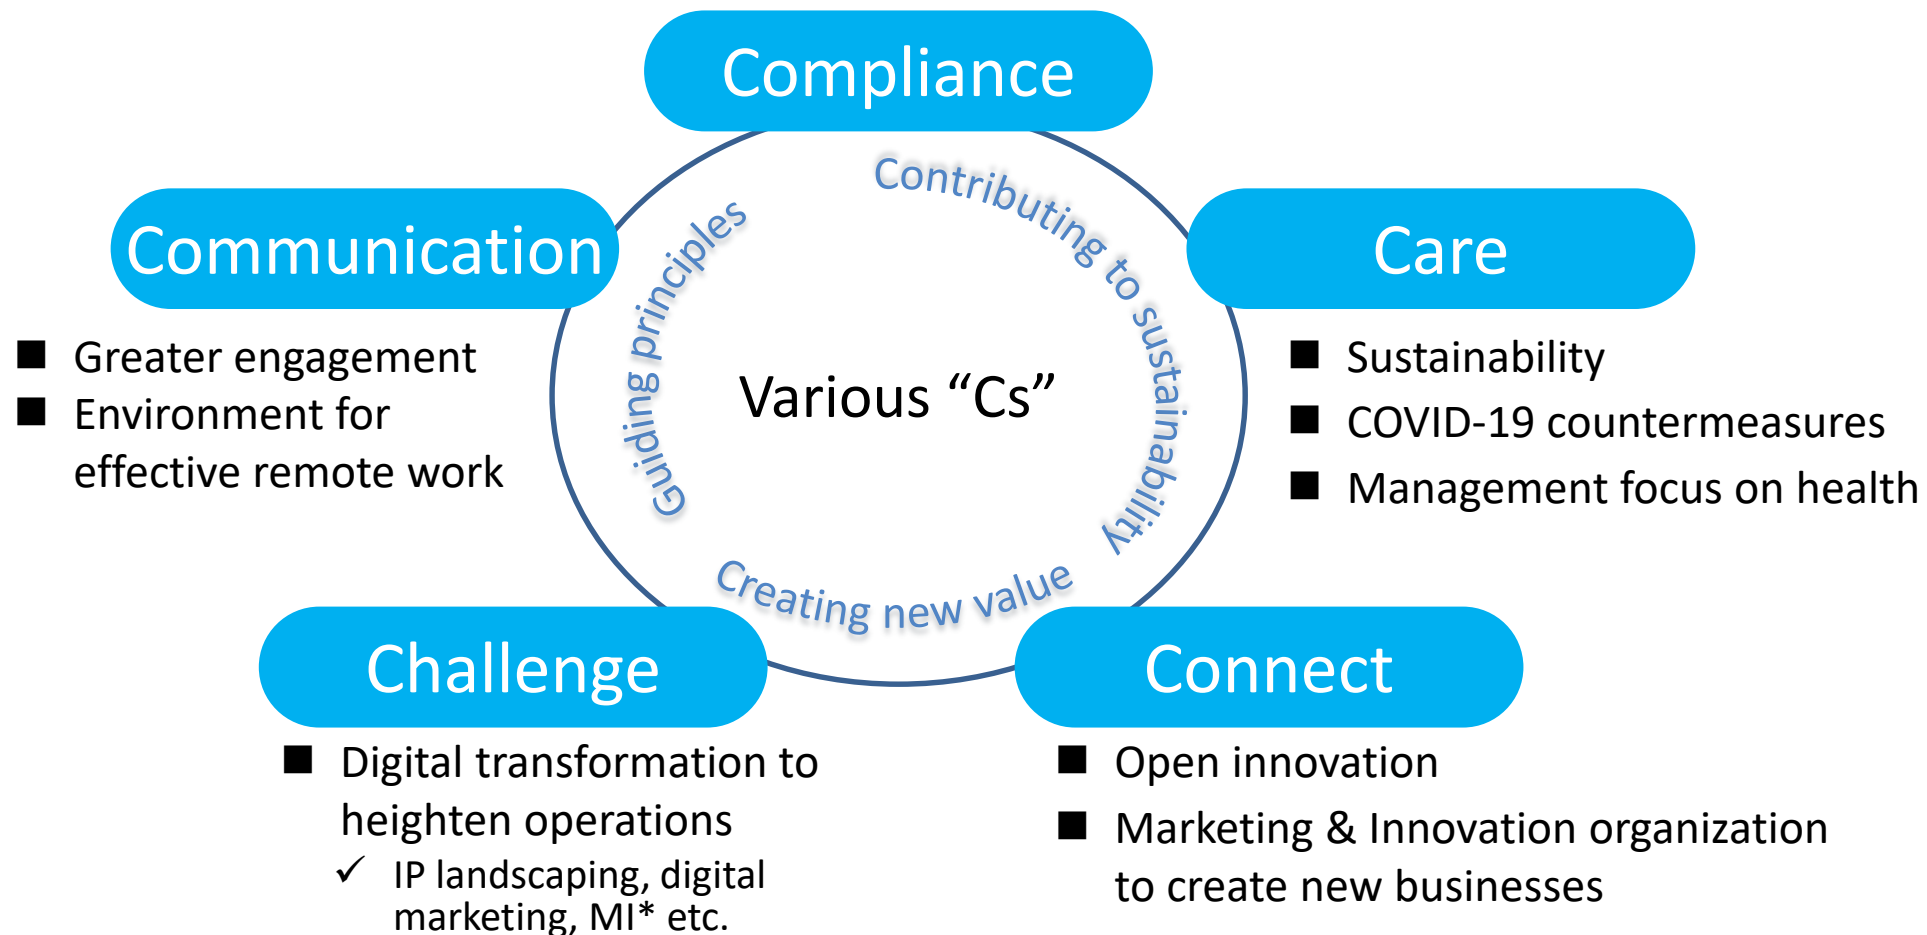 Compliance
Communication
Care
Contributing to sustainability
Guiding principles
Creating new value
Various “Cs”
■ Greater engagement
■ Environment for
effective remote work
■ Sustainability
■ COVID-19 countermeasures
■ Management focus on health
Challenge
Connect
■ Digital transformation to
heighten operations
✓ IP landscaping, digital
marketing, MI* etc.
■ Open innovation
■ Marketing & Innovation organization
to create new businesses